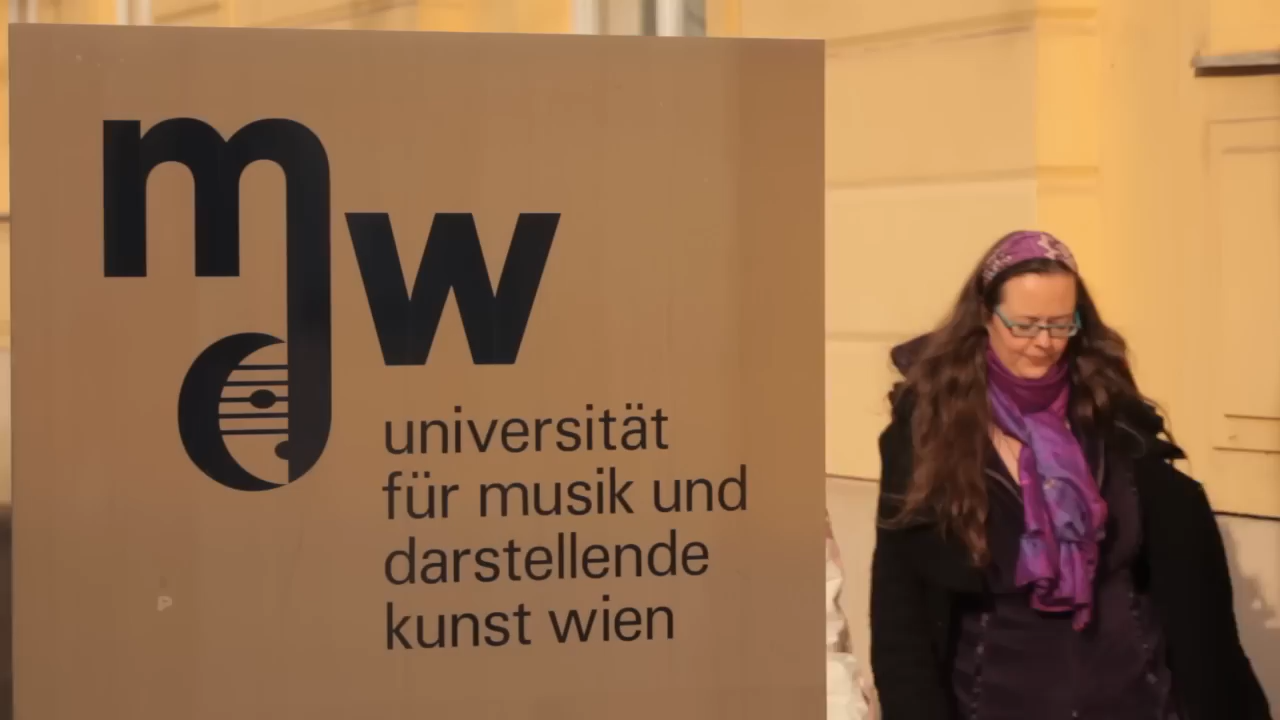 mdw
universität
für musik und
darstellende
kunst wien
P